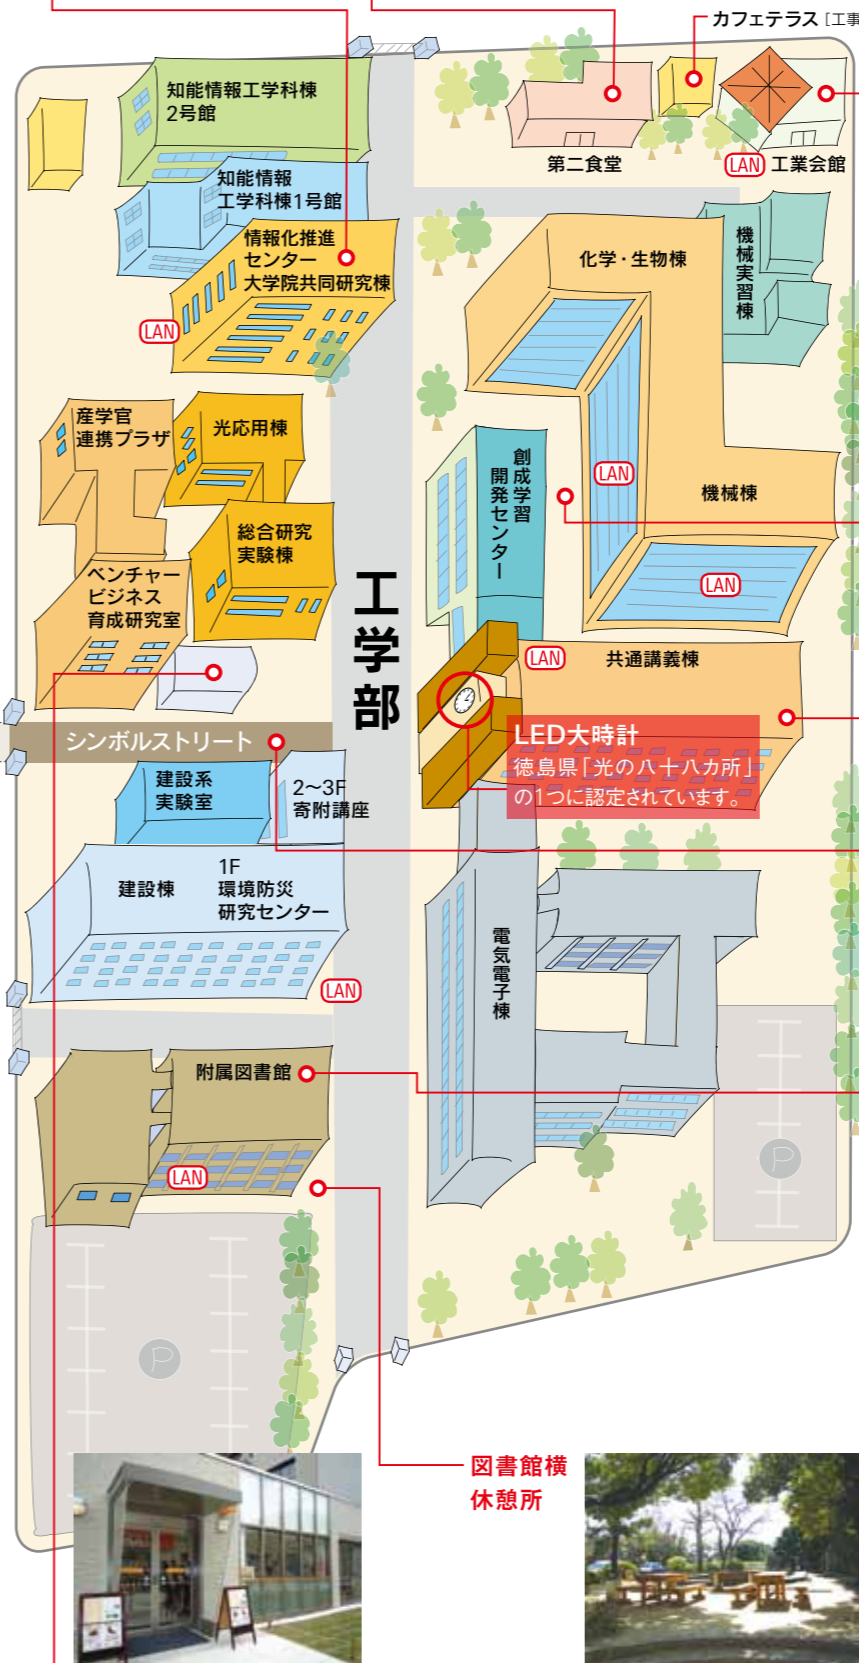 カフェテラス [工事
知能情報工学科棟
2号館
第二食堂
LAN 工業会館
知能情報
工学科棟1号館
情報化推進
センター
大学院共同研究棟
LAN
化学・生物棟
機械実習棟
産学官
連携プラザ
光応用棟
創成学習
開発センター
LAN
機械棟
総合研究
実験棟
ベンチャー
ビジネス
育成研究室
LAN
工学部
LAN
共通講義棟
シンボルストリート
LED大時計
徳島県「光の八十八カ所」
の1つに認定されています。
建設系
実験室
2〜3F
寄附講座
建設棟
1F
環境防災
研究センター
LAN
電気電子棟
附属図書館
LAN
P
P
図書館横
休憩所